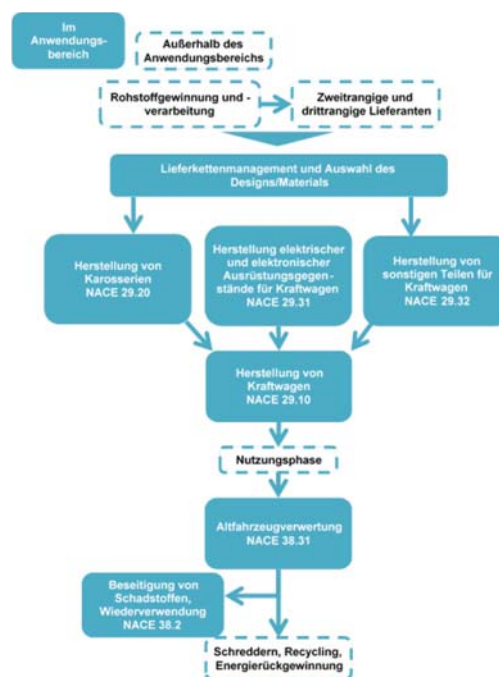 Im
Anwendungs-
bereich
Außerhalb des
Anwendungsbereichs
Rohstoffgewinnung und -
verarbeitung
Zweitrangige und
drittrangige Lieferanten
Lieferkettenmanagement und Auswahl des
Designs/Materials
Herstellung von
Karosserien
NACE 29.20
Herstellung elektrischer
und elektronischer
Ausrüstungsgegen-
stände für Kraftwagen
NACE 29.31
Herstellung von
sonstigen Teilen für
Kraftwagen
NACE 29.32
Herstellung von
Kraftwagen
NACE 29.10
Nutzungsphase
Altfahrzeugverwertung
NACE 38.31
Beseitigung von
Schadstoffen,
Wiederverwendung
NACE 38.2
Schreddern, Recycling,
Energierückgewinnung